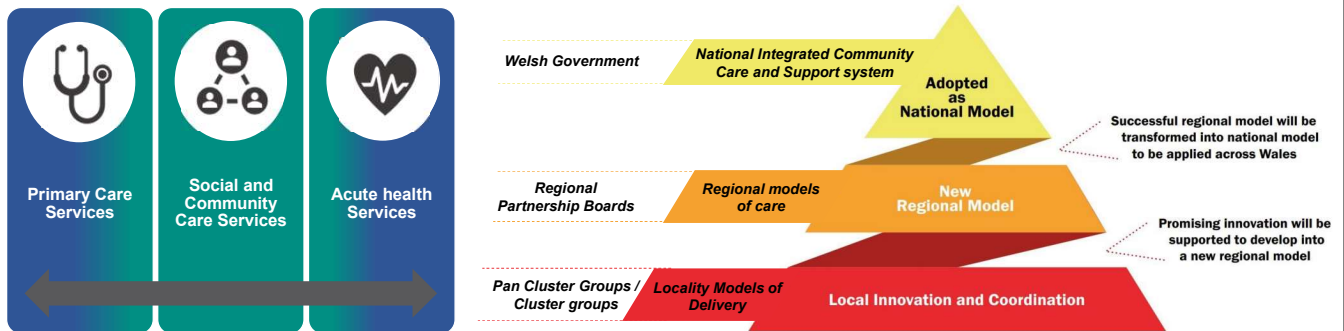 Primary Care
Services
Social and
Community
Care Services
Acute health
Services
Welsh Government
National Integrated Community
Care and Support system
Adopted
as
National Model
Successful regional model will be
transformed into national model
to be applied across Wales
Regional
Partnership Boards
Regional models
of care
New
Regional Model
Promising innovation will be
supported to develop into
a new regional model
Pan Cluster Groups /
Cluster groups
Locality Models of
Delivery
Local Innovation and Coordination